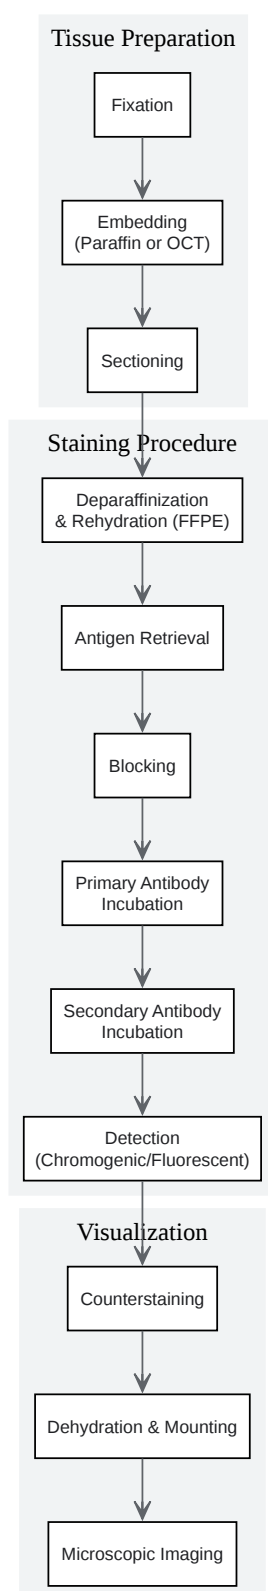 Tissue Preparation
Fixation
Embedding
(Paraffin or OCT)
Sectioning
Staining Procedure
Deparaffinization
& Rehydration (FFPE)
Antigen Retrieval
Blocking
Primary Antibody
Incubation
Secondary Antibody
Incubation
Detection
(Chromogenic/Fluorescent)
Visualization
Counterstaining
Dehydration & Mounting
Microscopic Imaging